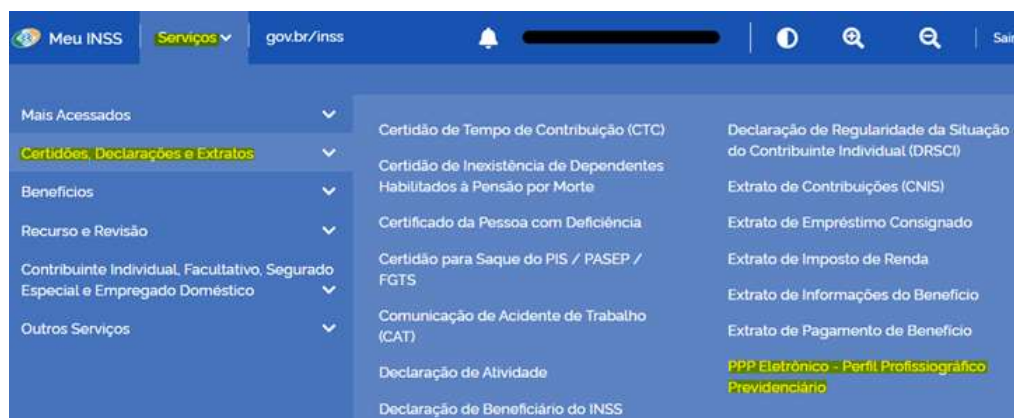 Meu INSS
Serviços
gov.br/inss
Sair
Mais Acessados
Certidões, Declarações e Extratos
Benefícios
Recurso e Revisão
Contribuinte Individual, Facultativo, Segurado
Especial e Empregado Doméstico
Outros Serviços
Certidão de Tempo de Contribuição (CTC)
Certidão de Inexistência de Dependentes
Habilitados à Pensão por Morte
Certificado da Pessoa com Deficiência
Certidão para Saque do PIS / PASEP /
FGTS
Comunicação de Acidente de Trabalho
(CAT)
Declaração de Atividade
Declaração de Beneficiário do INSS
Declaração de Regularidade da Situação
do Contribuinte Individual (DRSCI)
Extrato de Contribuições (CNIS)
Extrato de Empréstimo Consignado
Extrato de Imposto de Renda
Extrato de Informações do Benefício
Extrato de Pagamento de Benefício
PPP Eletrônico - Perfil Profissiográfico
Previdenciário